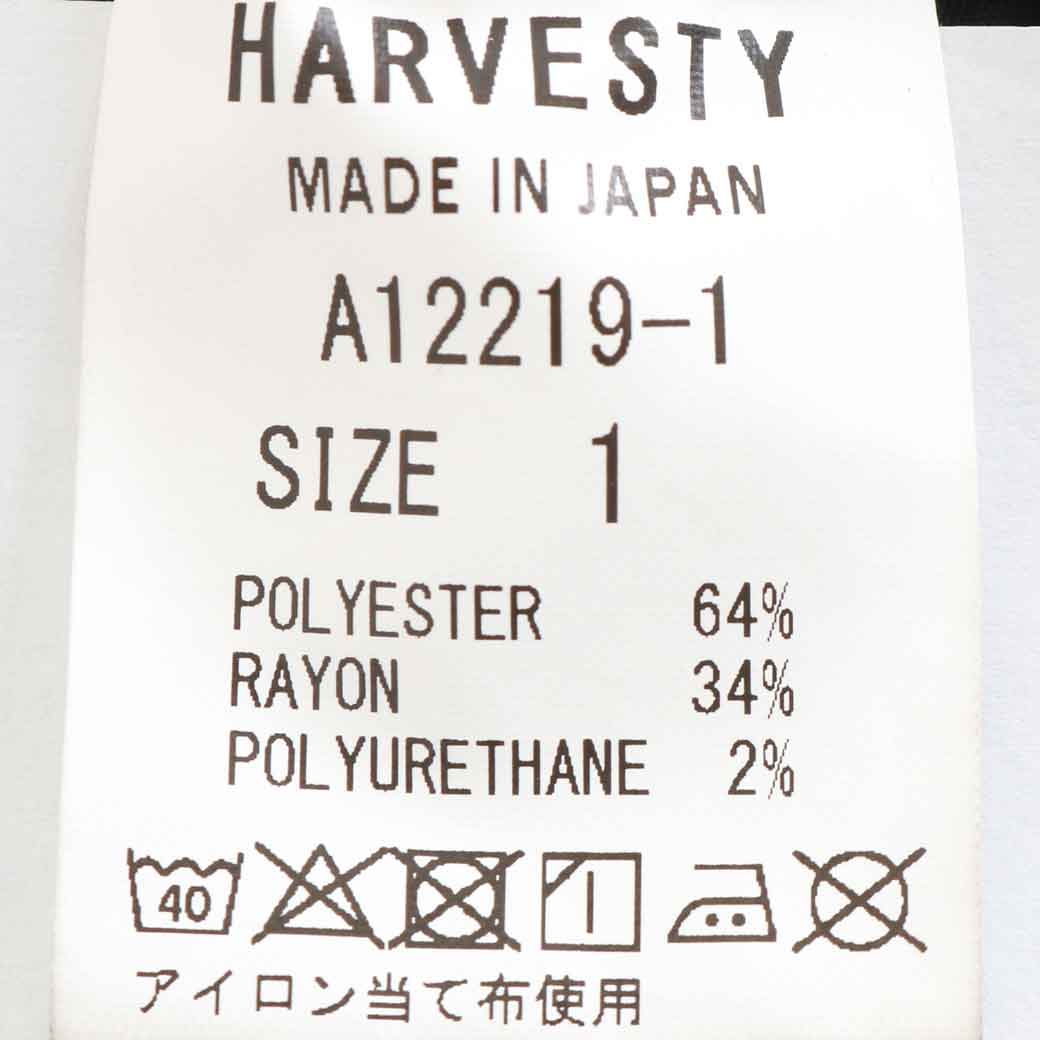 HARVESTY
MADE IN JAPAN
A12219-1
SIZE 1
POLYESTER 64%
RAYON 34%
POLYURETHANE 2%
40
アイロン当て布使用